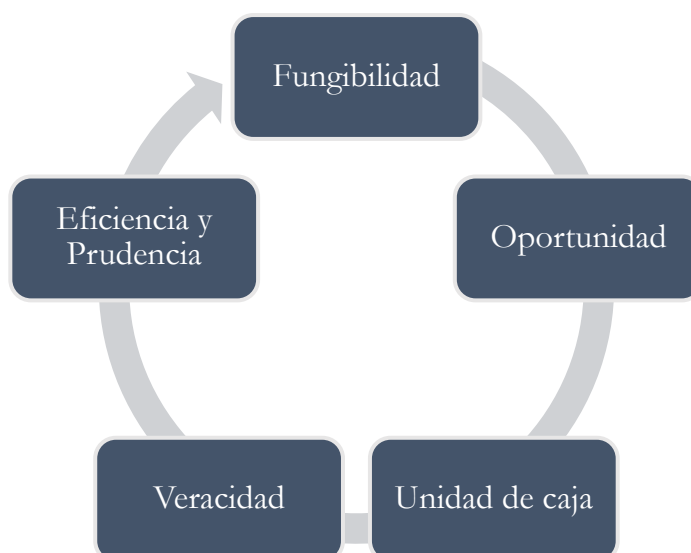 Fungibilidad
Oportunidad
Unidad de caja
Veracidad
Eficiencia y
Prudencia